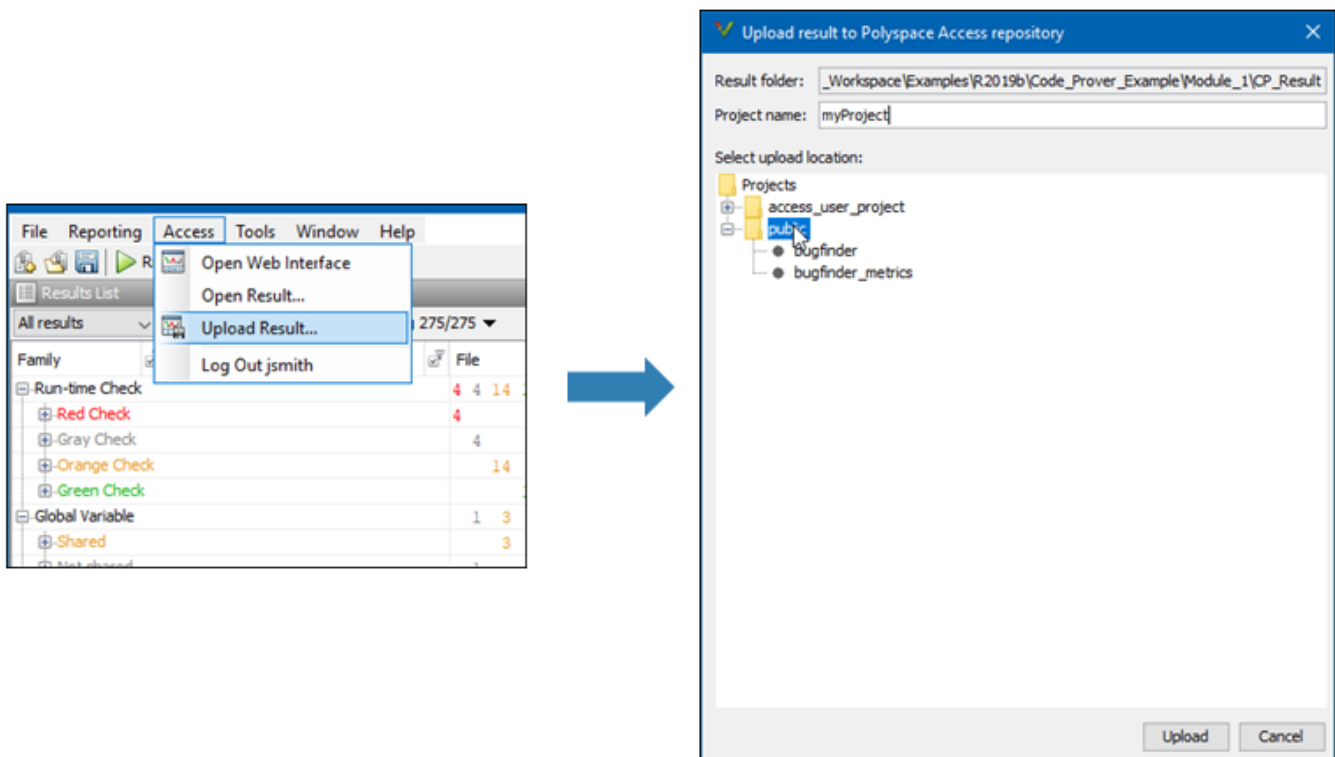 File Reporting Access Tools Window Help
R
Open Web Interface
Results List
Open Result...
All results
Upload Result...
275/275
Family
File
Log Out jsmith
Run-time Check 4 4 14
Red Check 4
Gray Check 4
Orange Check 14
Green Check
Global Variable 1 3
Shared 3
Not shared
Upload result to Polyspace Access repository
Result folder: _Workspace\Examples\R2019b\Code_Prover_Example\Module_1\CP_Result
Project name: myProject
Select upload location:
Projects
access_user_project
public
bugfinder
bugfinder_metrics
Upload Cancel